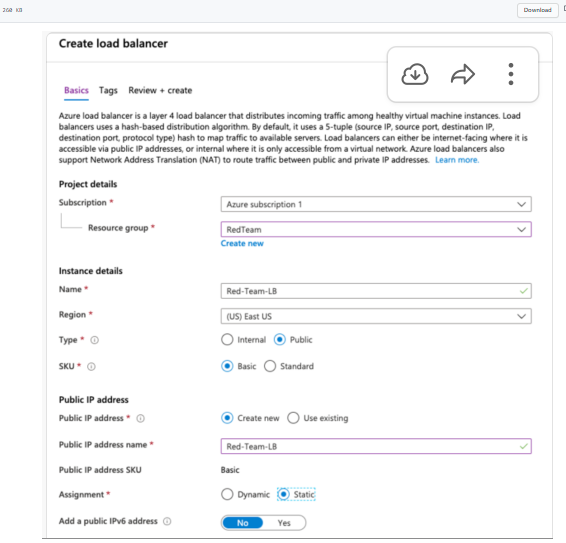 268 KB
Download
Create load balancer
Basics Tags Review + create
Azure load balancer is a layer 4 load balancer that distributes incoming traffic among healthy virtual machine instances. Load
balancers uses a hash-based distribution algorithm. By default, it uses a 5-tuple (source IP, source port, destination IP,
destination port, protocol type) hash to map traffic to available servers. Load balancers can either be internet-facing where it is
accessible via public IP addresses, or internal where it is only accessible from a virtual network. Azure load balancers also
support Network Address Translation (NAT) to route traffic between public and private IP addresses. Learn more.
Project details
Subscription *
Azure subscription 1
Resource group *
RedTeam
Create new
Instance details
Name *
Red-Team-LB
Region *
(US) East US
Type *
Internal Public
SKU *
Basic Standard
Public IP address
Public IP address *
Create new Use existing
Public IP address name *
Red-Team-LB
Public IP address SKU
Basic
Assignment *
Dynamic Static
Add a public IPv6 address
No Yes